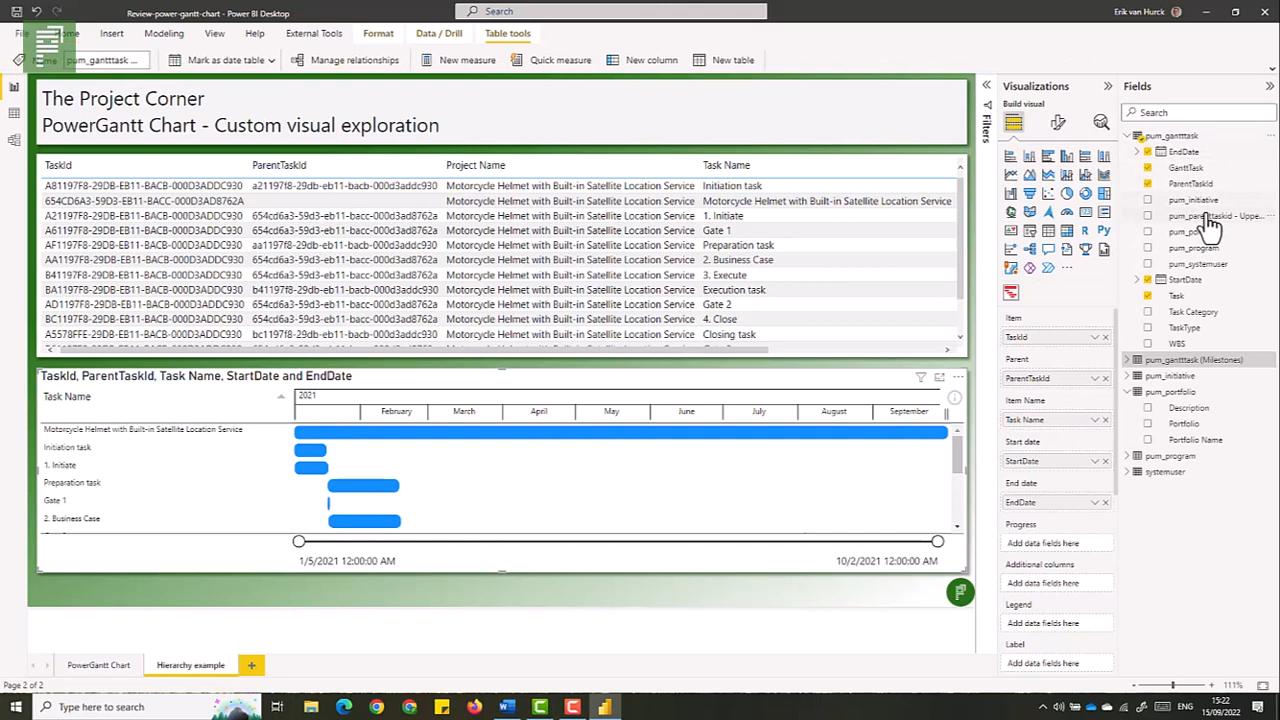 Review-power-gantt-chart - Power BI Desktop
Search
Erik van Hurck
Insert
Modeling
View
Help
External Tools
Format
Data / Drill
Table tools
pum_gantttask ...
Mark as date table
Manage relationships
New measure
Quick measure
New column
New table
The Project Corner
PowerGantt Chart - Custom visual exploration
TaskId ParentTaskId Project Name Task Name
A81197F8-29DB-EB11-BACB-000D3ADDC930 a21197f8-29db-eb11-bacb-000d3addc930 Motorcycle Helmet with Built-in Satellite Location Service Initiation task
654CD6A3-59D3-EB11-BACC-000D3AD8762A Motorcycle Helmet with Built-in Satellite Location Service Motorcycle Helmet with Built-in Satellite Location Service
A21197F8-29DB-EB11-BACB-000D3ADDC930 654cd6a3-59d3-eb11-bacc-000d3ad8762a Motorcycle Helmet with Built-in Satellite Location Service 1. Initiate
A61197F8-29DB-EB11-BACB-000D3ADDC930 654cd6a3-59d3-eb11-bacc-000d3ad8762a Motorcycle Helmet with Built-in Satellite Location Service Gate 1
AF1197F8-29DB-EB11-BACB-000D3ADDC930 aa1197f8-29db-eb11-bacb-000d3addc930 Motorcycle Helmet with Built-in Satellite Location Service Preparation task
AA1197F8-29DB-EB11-BACB-000D3ADDC930 654cd6a3-59d3-eb11-bacc-000d3ad8762a Motorcycle Helmet with Built-in Satellite Location Service 2. Business Case
B41197F8-29DB-EB11-BACB-000D3ADDC930 654cd6a3-59d3-eb11-bacc-000d3ad8762a Motorcycle Helmet with Built-in Satellite Location Service 3. Execute
BA1197F8-29DB-EB11-BACB-000D3ADDC930 b41197f8-29db-eb11-bacb-000d3addc930 Motorcycle Helmet with Built-in Satellite Location Service Execution task
AD1197F8-29DB-EB11-BACB-000D3ADDC930 654cd6a3-59d3-eb11-bacc-000d3ad8762a Motorcycle Helmet with Built-in Satellite Location Service Gate 2
BC1197F8-29DB-EB11-BACB-000D3ADDC930 654cd6a3-59d3-eb11-bacc-000d3ad8762a Motorcycle Helmet with Built-in Satellite Location Service 4. Close
A5578FFE-29DB-EB11-BACB-000D3ADDC930 bc1197f8-29db-eb11-bacb-000d3addc930 Motorcycle Helmet with Built-in Satellite Location Service Closing task
TaskId, ParentTaskId, Task Name, StartDate and EndDate
Task Name
2021
February March April May June July August September
Motorcycle Helmet with Built-in Satellite Location Service
Initiation task
1. Initiate
Preparation task
Gate 1
2. Business Case
1/5/2021 12:00:00 AM
10/2/2021 12:00:00 AM
PowerGantt Chart
Hierarchy example
Page 2 of 2
Filters
Visualizations
Build visual
Item
TaskId
Parent
ParentTaskId
Item Name
Task Name
Start date
StartDate
End date
EndDate
Progress
Add data fields here
Additional columns
Add data fields here
Legend
Add data fields here
Label
Add data fields here
Fields
Search
pum_gantttask
EndDate
GanttTask
ParentTaskId
pum_initiative
pum_program
pum_systemuser
StartDate
Task
Task Category
TaskType
WBS
pum_gantttask (Milestones)
pum_initiative
pum_portfolio
Description
Portfolio
Portfolio Name
pum_program
systemuser
111%
Type here to search
15:22
15/09/2022